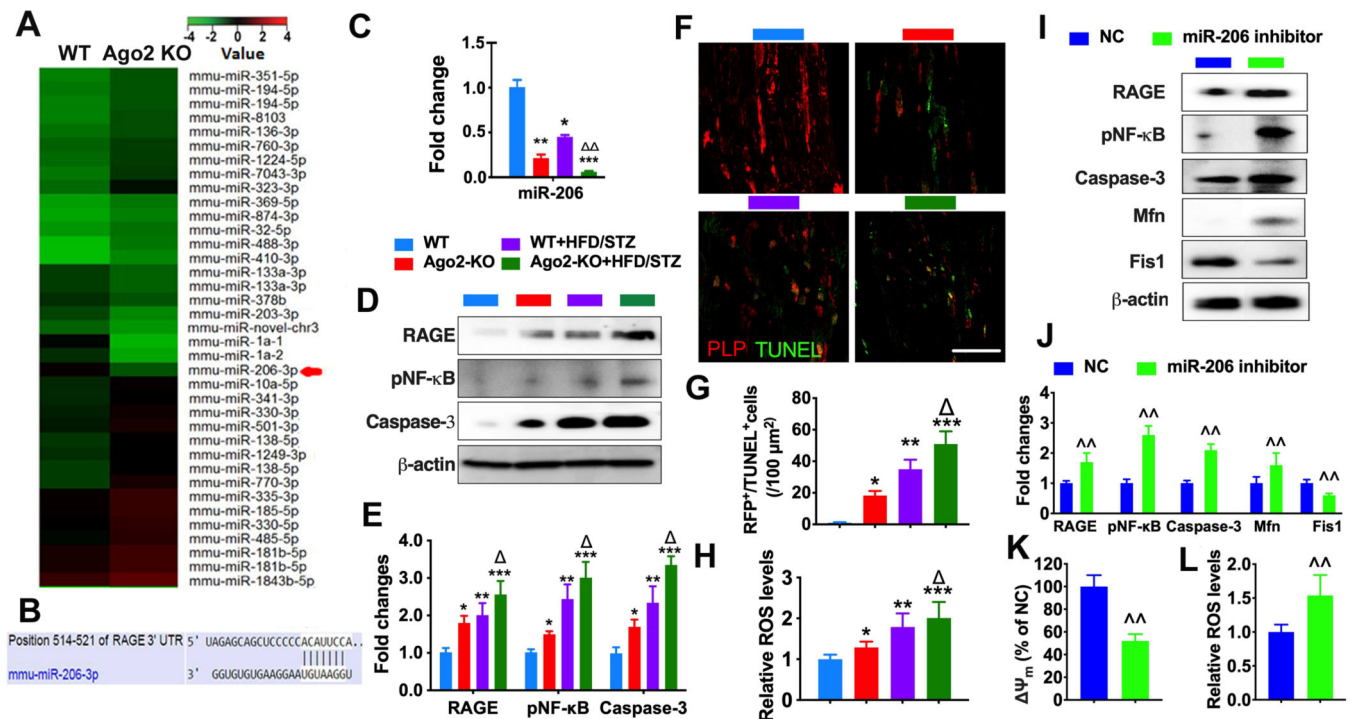 A
-4 -2 0 2 4
Value
WT Ago2 KO
mmu-miR-351-5p
mmu-miR-194-5p
mmu-miR-194-5p
mmu-miR-8103
mmu-miR-136-3p
mmu-miR-760-3p
mmu-miR-1224-5p
mmu-miR-7043-3p
mmu-miR-323-3p
mmu-miR-369-5p
mmu-miR-874-3p
mmu-miR-32-5p
mmu-miR-488-3p
mmu-miR-410-3p
mmu-miR-133a-3p
mmu-miR-133a-3p
mmu-miR-378b
mmu-miR-203-3p
mmu-miR-novel-chr3
mmu-miR-1a-1
mmu-miR-1a-2
mmu-miR-206-3p
mmu-miR-10a-5p
mmu-miR-341-3p
mmu-miR-330-3p
mmu-miR-501-3p
mmu-miR-138-5p
mmu-miR-1249-3p
mmu-miR-138-5p
mmu-miR-770-3p
mmu-miR-335-3p
mmu-miR-185-5p
mmu-miR-330-5p
mmu-miR-485-5p
mmu-miR-181b-5p
mmu-miR-181b-5p
mmu-miR-1843b-5p
B
Position 514-521 of RAGE 3' UTR 5' UAGAGCAGCUCCCCCACAUUCCA..
mmu-miR-206-3p 3' GGUGUGUGAAGGAAUGUAAGGU
C
Fold change
1.5
1.0
0.5
0.0
** * ΔΔ
***
miR-206
WT WT+HFD/STZ
Ago2-KO Ago2-KO+HFD/STZ
D
RAGE
pNF-κB
Caspase-3
β-actin
E
Fold changes
4.0
3.0
2.0
1.0
0.0
* ** Δ
***
* ** Δ
***
* ** Δ
***
RAGE pNF-κB Caspase-3
F
PLP TUNEL
G
RFP+/TUNEL+cells
(/100 μm2)
80
60
40
20
0
* ** Δ
***
H
Relative ROS levels
3
2
1
0
* ** Δ
***
I
NC miR-206 inhibitor
RAGE
pNF-κB
Caspase-3
Mfn
Fis1
β-actin
J
NC miR-206 inhibitor
Fold changes
4
3
2
1
0
^^ ^^ ^^ ^^ ^^
RAGE pNF-κB Caspase-3 Mfn Fis1
K
ΔΨm (% of NC)
120
100
80
60
40
20
0
^^
L
Relative ROS levels
2.0
1.5
1.0
0.5
0.0
^^